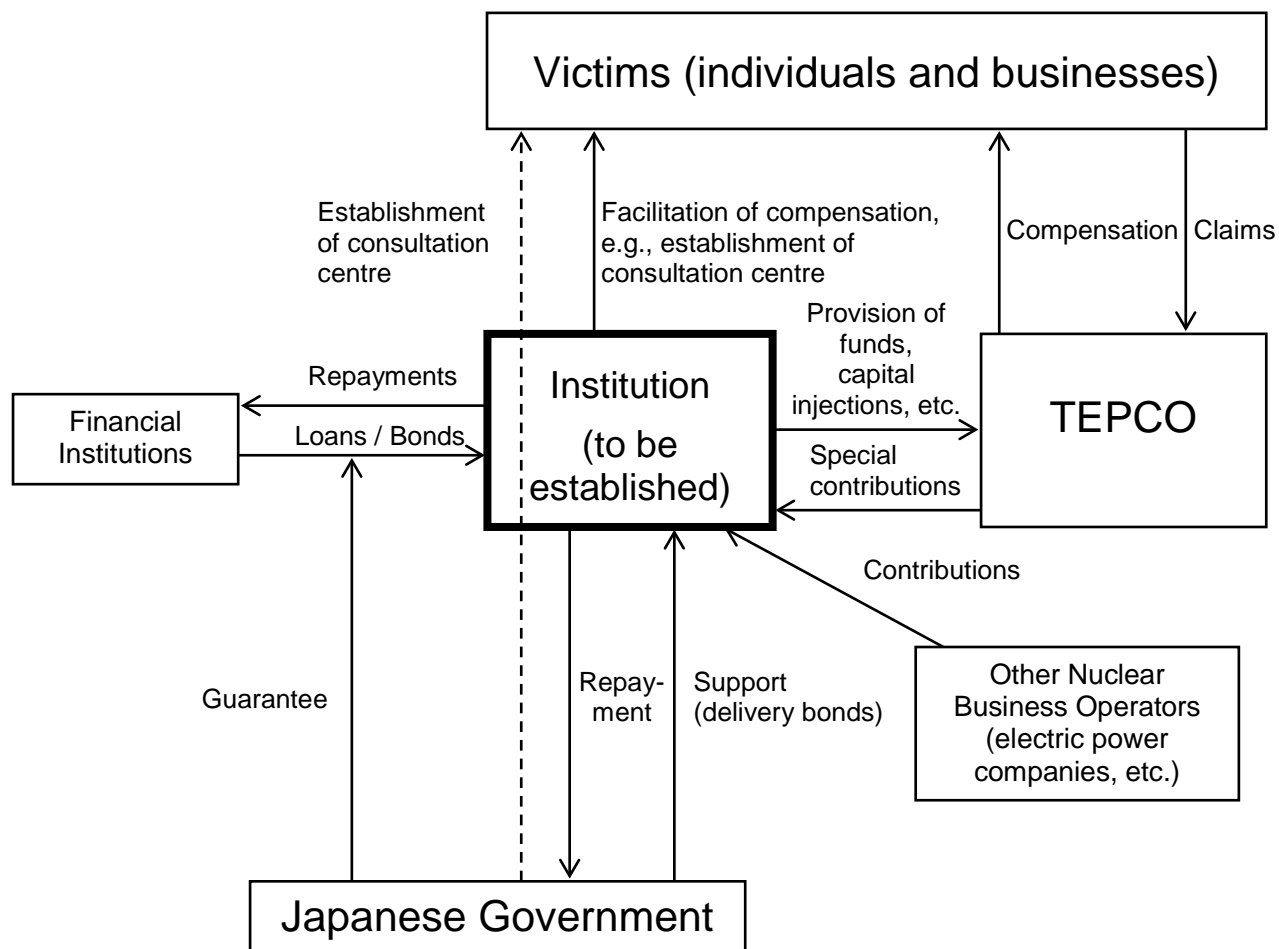 Victims (individuals and businesses)
Establishment
of consultation
centre
Facilitation of compensation,
e.g., establishment of
consultation centre
Compensation
Claims
Provision of
funds,
capital
injections, etc.
Repayments
Financial
Institutions
Loans / Bonds
Institution
(to be
established)
TEPCO
Special
contributions
Contributions
Guarantee
Repay-
ment
Support
(delivery bonds)
Other Nuclear
Business Operators
(electric power
companies, etc.)
Japanese Government